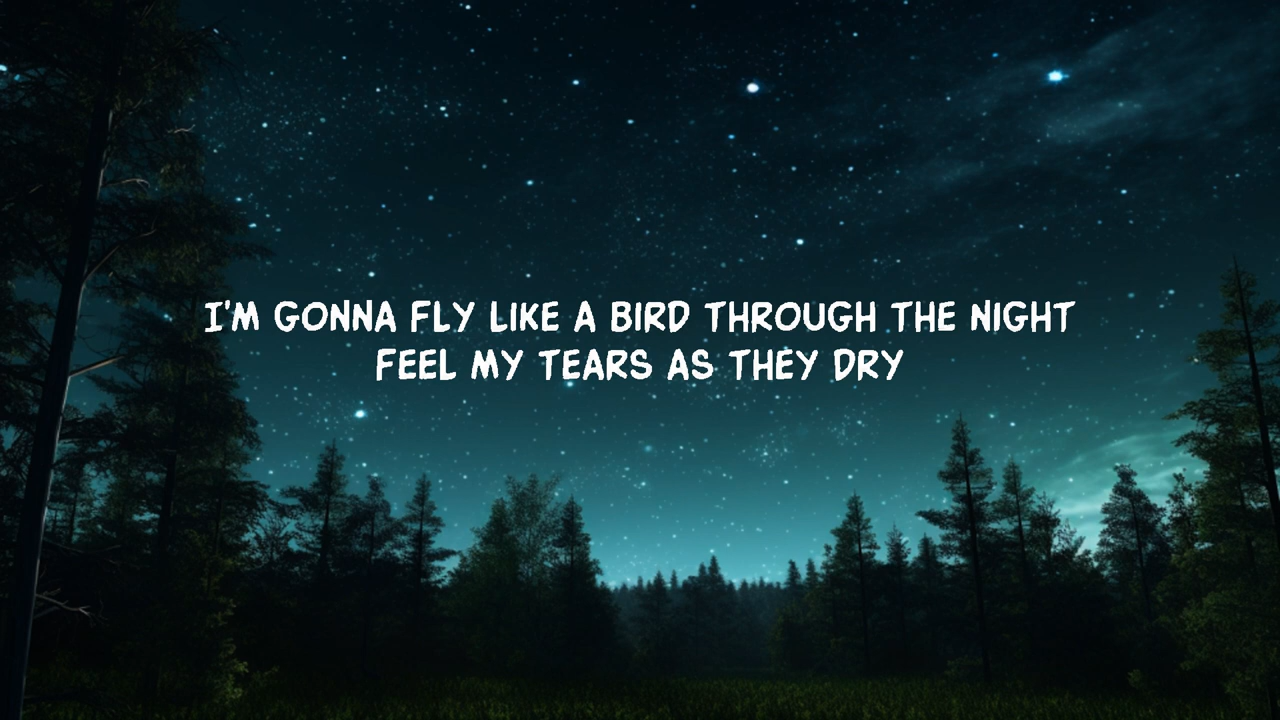 I'M GONNA FLY LIKE A BIRD THROUGH THE NIGHT
FEEL MY TEARS AS THEY DRY